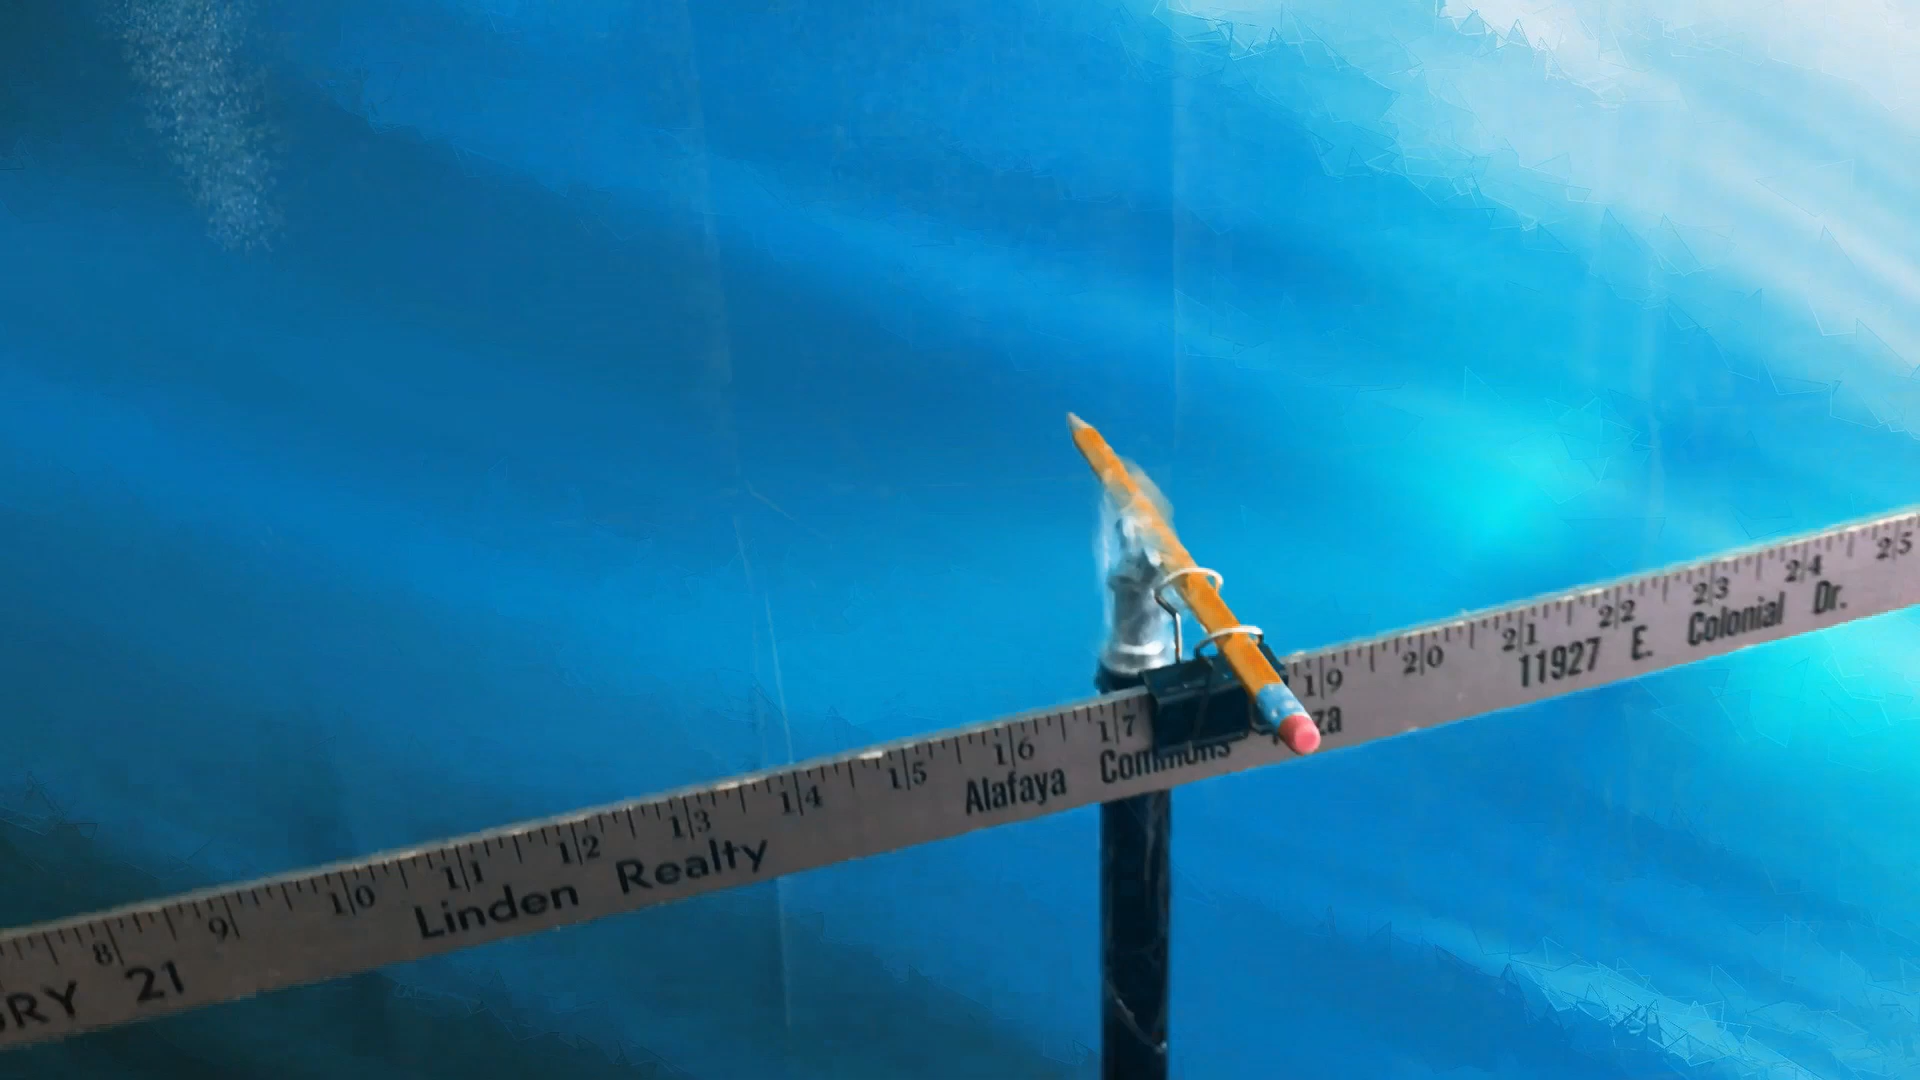 8 9 10 11 12 13 14 15 16 17 19 20 21 22 23 24 25
21 Linden Realty Alafaya Commons 11927 E. Colonial Dr.